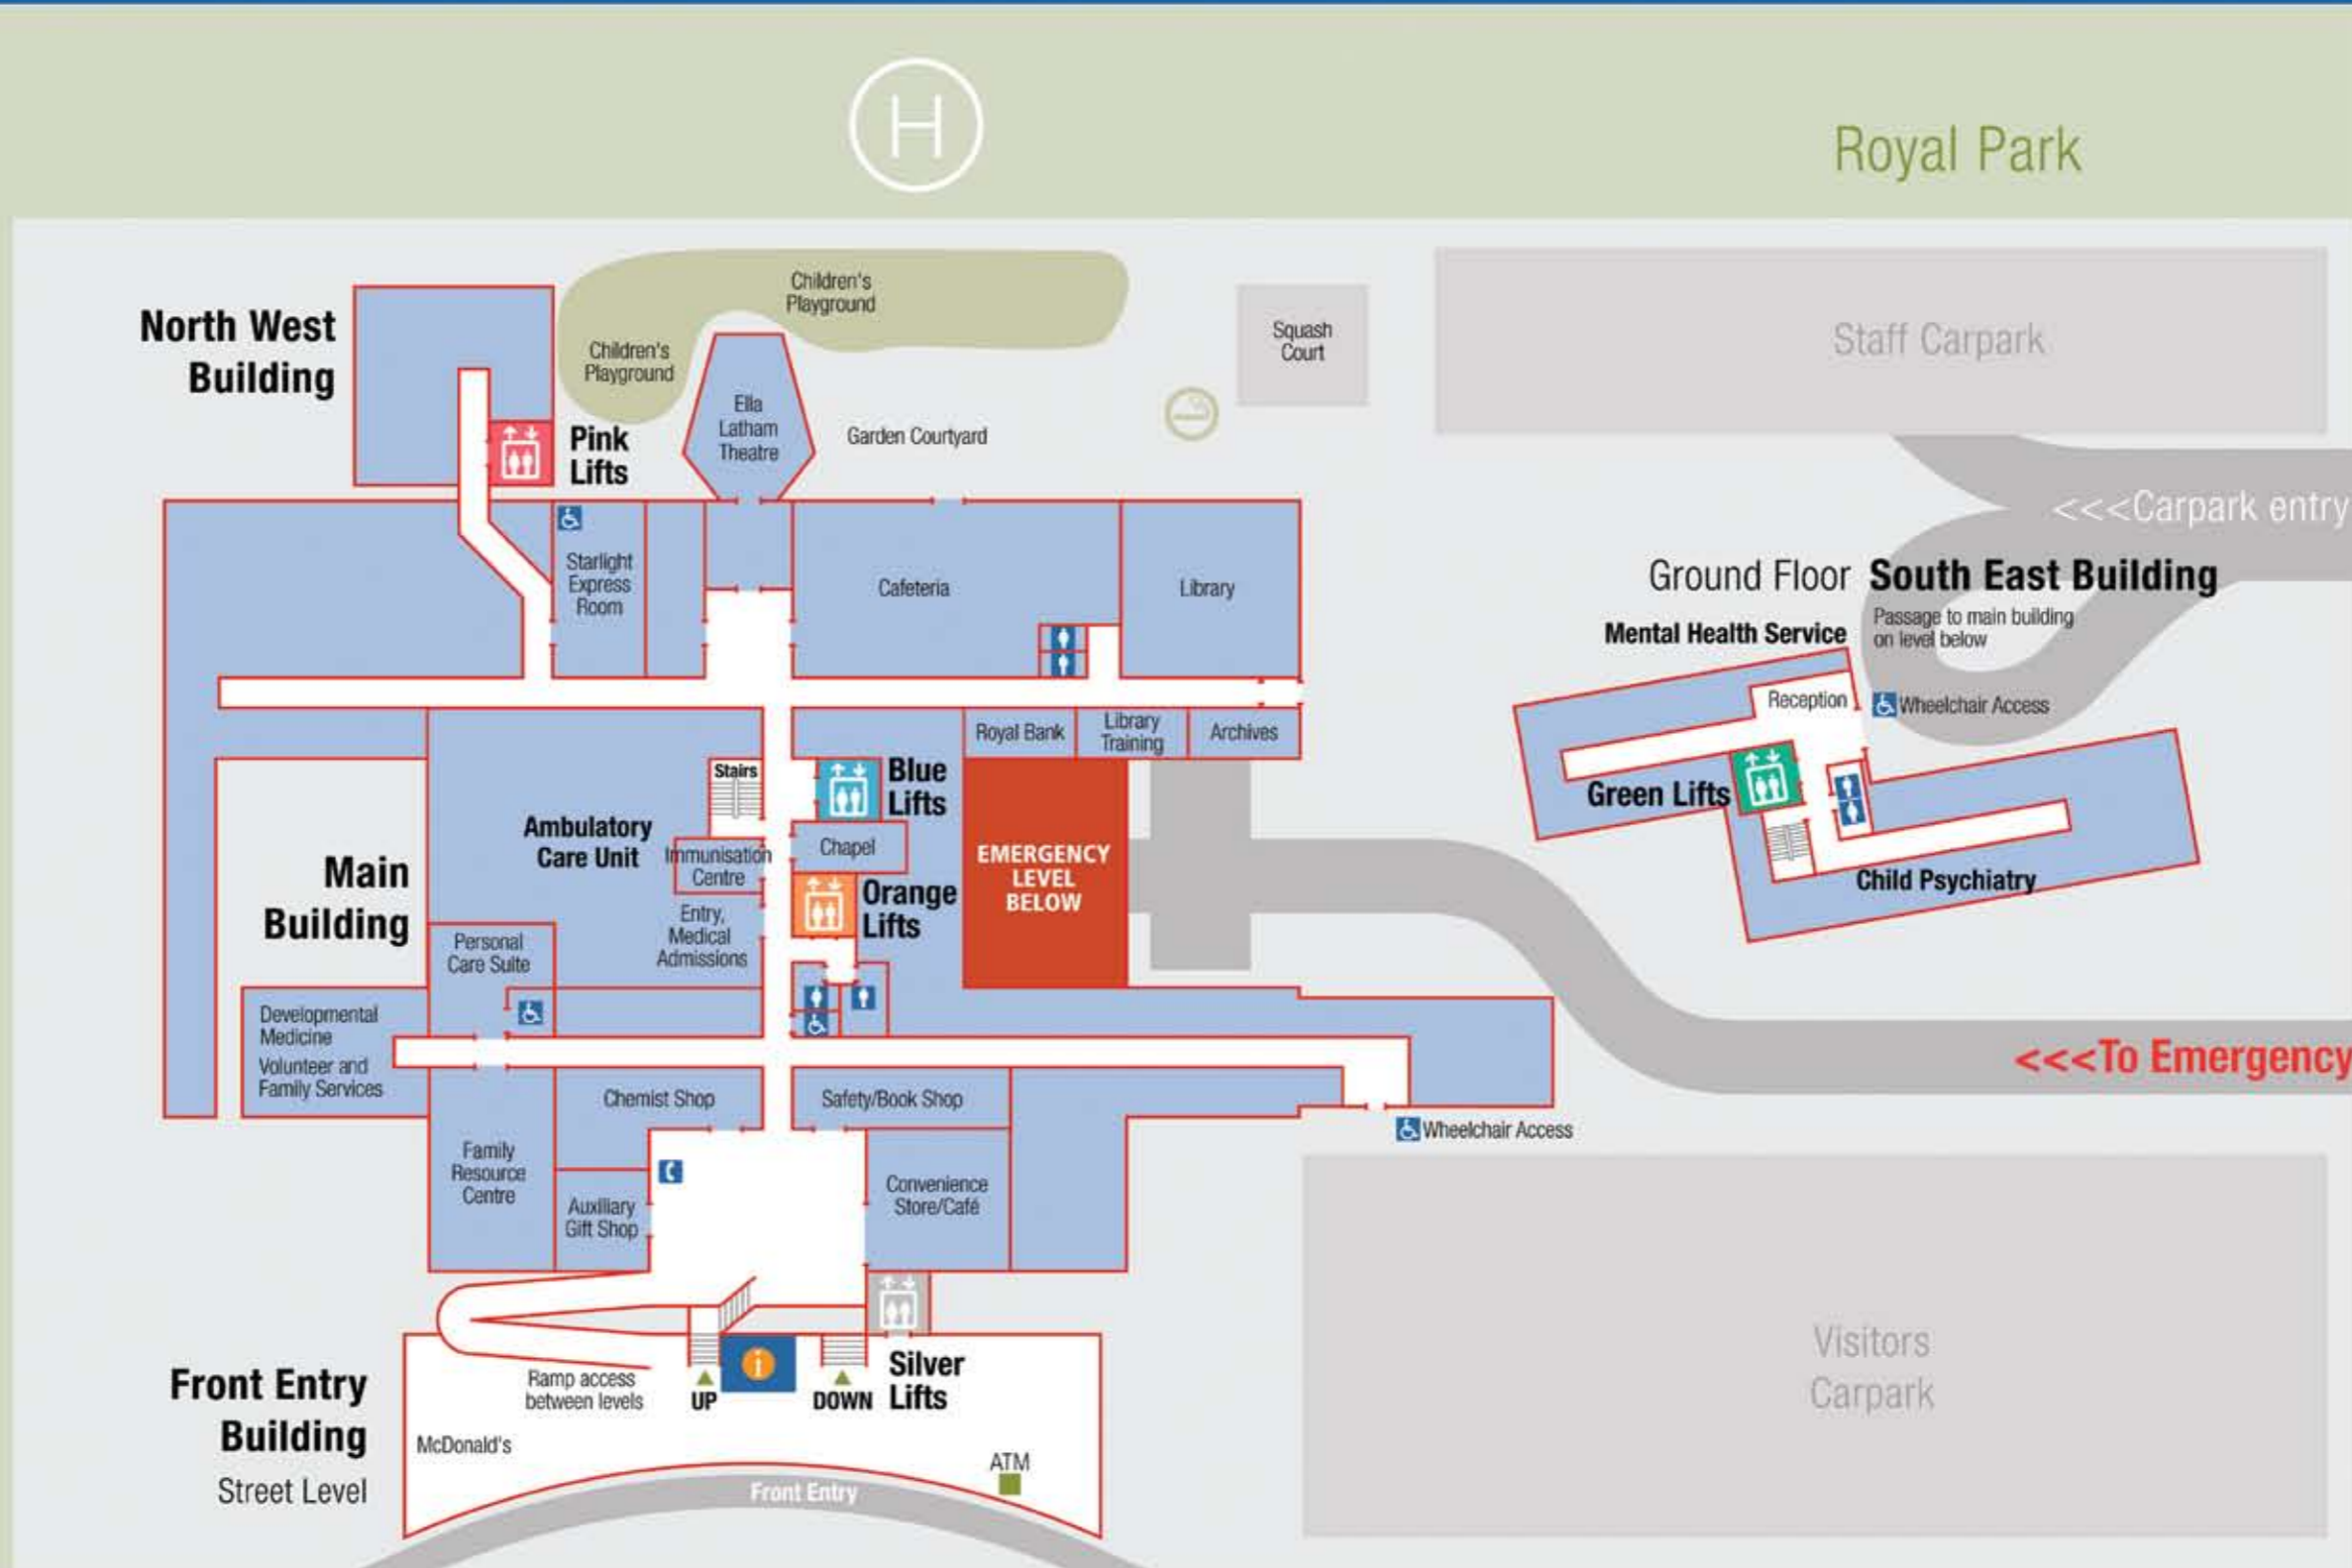 H
Royal Park
Children's
Playground
Children's
Playground
Squash
Court
Staff Carpark
North West
Building
Pink
Lifts
Ella
Latham
Theatre
Garden Courtyard
<<<Carpark entry
Starlight
Express
Room
Cafeteria
Library
Ground Floor South East Building
Mental Health Service
Passage to main building
on level below
Reception
Wheelchair Access
Green Lifts
Child Psychiatry
Royal Bank
Library
Training
Archives
Stairs
Blue
Lifts
Ambulatory
Care Unit
Immunisation
Centre
Chapel
EMERGENCY
LEVEL
BELOW
Main
Building
Orange
Lifts
Entry,
Medical
Admissions
Personal
Care Suite
Developmental
Medicine
Volunteer and
Family Services
<<<To Emergency
Chemist Shop
Safety/Book Shop
Wheelchair Access
Family
Resource
Centre
Auxiliary
Gift Shop
Convenience
Store/Café
Front Entry
Building
Street Level
Ramp access
between levels
UP
i
DOWN
Silver
Lifts
McDonald's
ATM
Front Entry
Visitors
Carpark